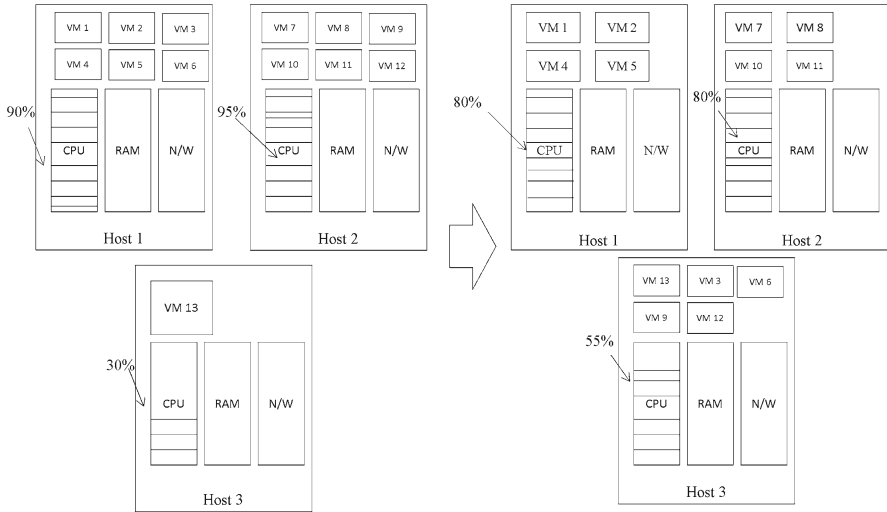 VM 1 VM 2 VM 3
VM 4 VM 5 VM 6
90%
CPU RAM N/W
Host 1
VM 7 VM 8 VM 9
VM 10 VM 11 VM 12
95%
CPU RAM N/W
Host 2
VM 13
30%
CPU RAM N/W
Host 3
VM 1 VM 2
VM 4 VM 5
80%
CPU RAM N/W
Host 1
VM 7 VM 8
VM 10 VM 11
80%
CPU RAM N/W
Host 2
VM 13 VM 3 VM 6
VM 9 VM 12
55%
CPU RAM N/W
Host 3